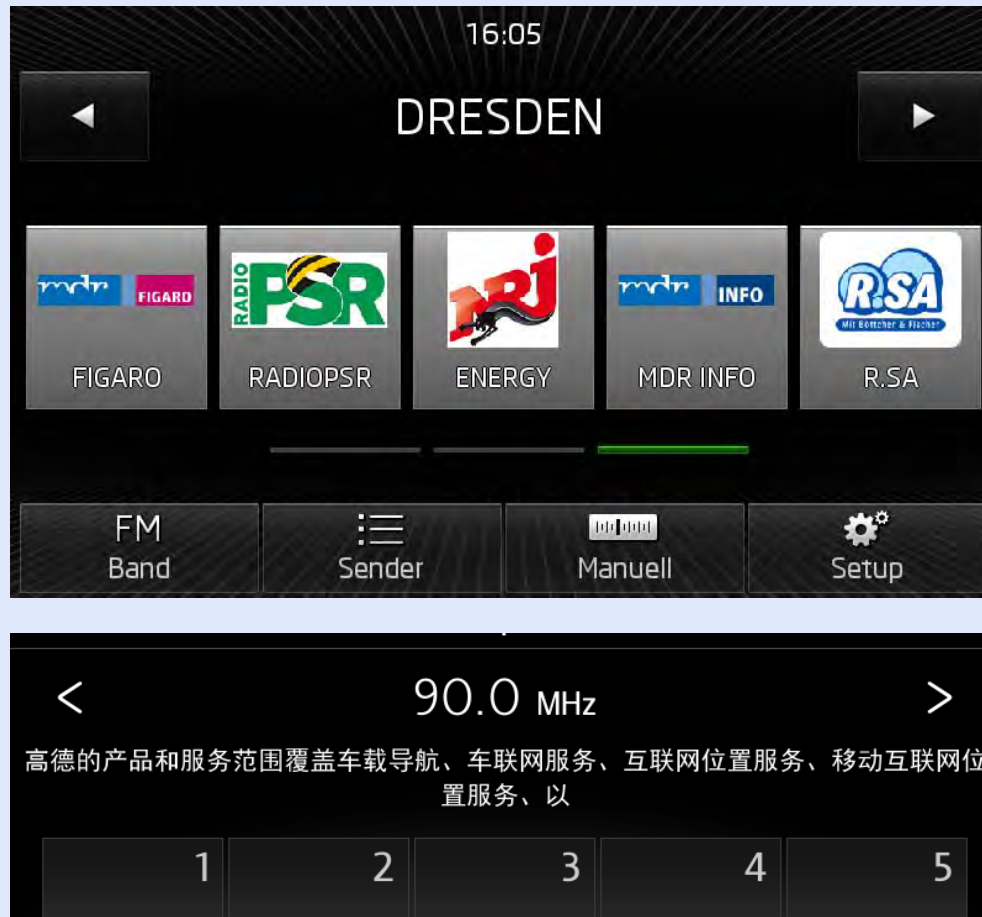 16:05
DRESDEN
mdr FIGARO
RADIO PSR
NRJ
mdr INFO
R.SA
Mit Böttcher & Fischer
FIGARO
RADIOPSR
ENERGY
MDR INFO
R.SA
FM
Band
Sender
Manuell
Setup
90.0 MHz
高德的产品和服务范围覆盖车载导航、车联网服务、互联网位置服务、移动互联网位
置服务、以
1
2
3
4
5